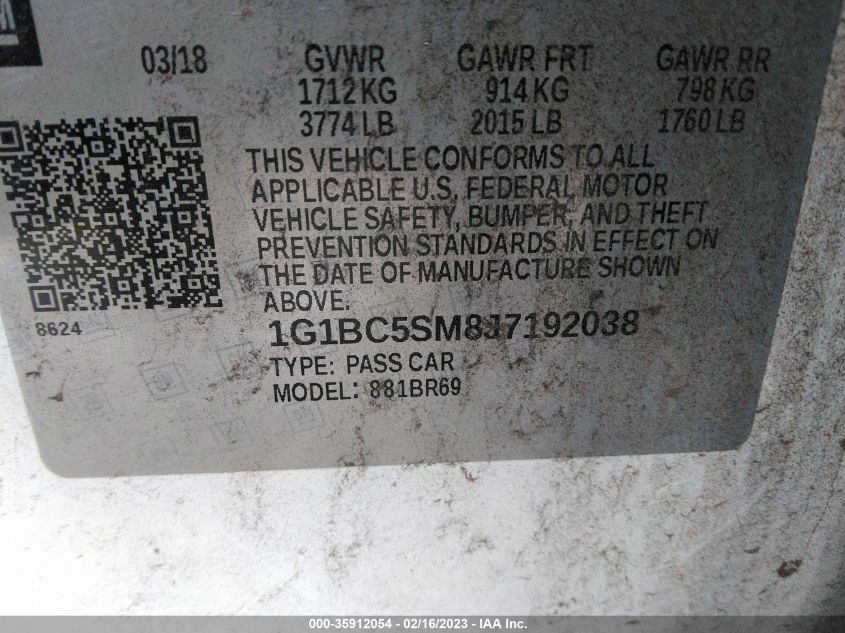 M
03/18 GVWR GAWR FRT GAWR RR
1712 KG 914 KG 798 KG
3774 LB 2015 LB 1760 LB
THIS VEHICLE CONFORMS TO ALL
APPLICABLE U.S. FEDERAL MOTOR
VEHICLE SAFETY, BUMPER, AND THEFT
PREVENTION STANDARDS IN EFFECT ON
THE DATE OF MANUFACTURE SHOWN
ABOVE.
8624
1G1BC5SM8J7192038
TYPE: PASS CAR
MODEL: 881BR69
000-35912054 - 02/16/2023 - IAA Inc.